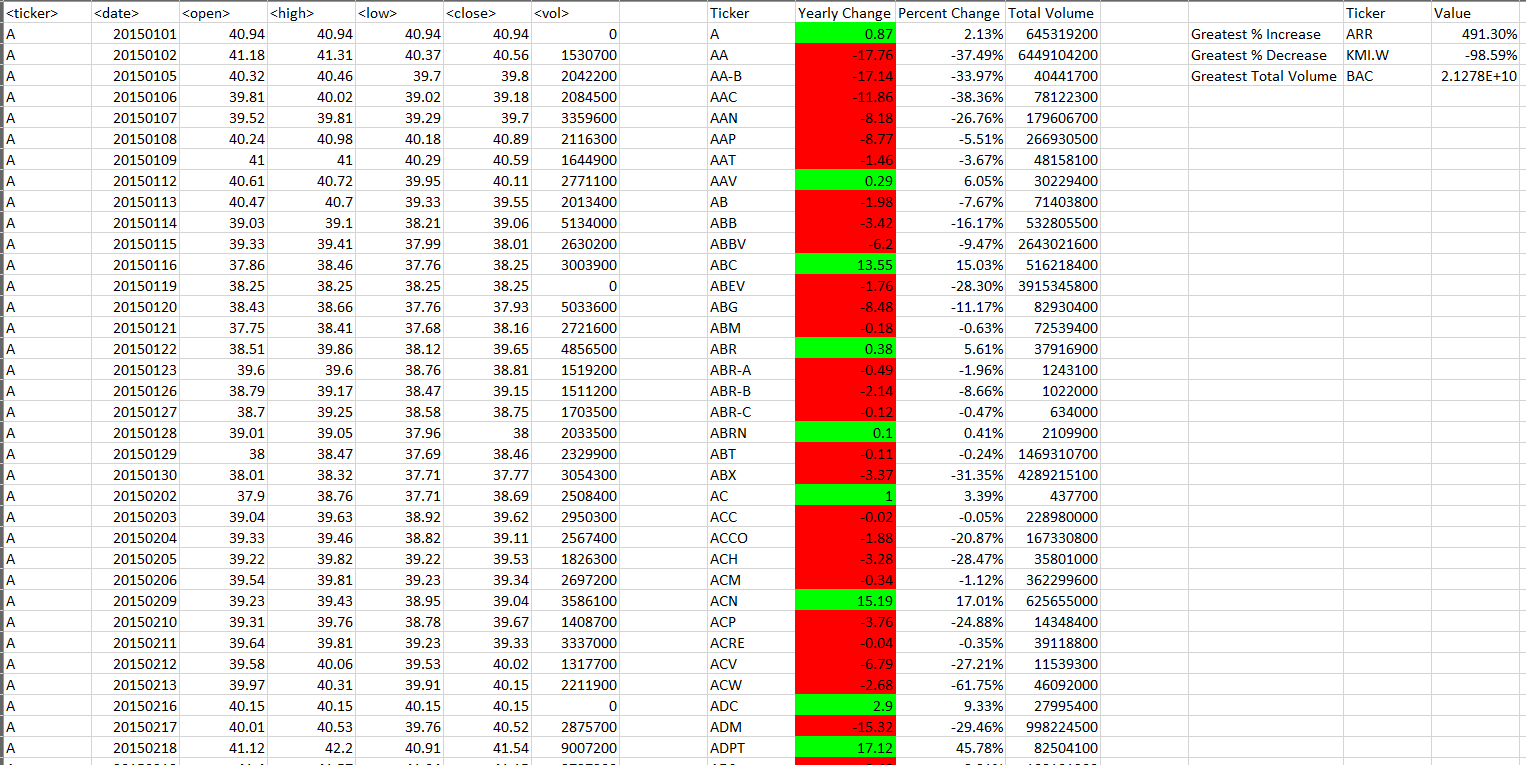 <ticker> <date> <open> <high> <low> <close> <vol> Ticker Yearly Change Percent Change Total Volume Ticker Value
A 20150101 40.94 40.94 40.94 40.94 0 A 0.87 2.13% 645319200 Greatest % Increase ARR 491.30%
A 20150102 41.18 41.31 40.37 40.56 1530700 AA -17.76 -37.49% 6449104200 Greatest % Decrease KMI.W -98.59%
A 20150105 40.32 40.46 39.7 39.8 2042200 AA-B -17.14 -33.97% 40441700 Greatest Total Volume BAC 2.1278E+10
A 20150106 39.81 40.02 39.02 39.18 2084500 AAC -11.86 -38.36% 78122300
A 20150107 39.52 39.81 39.29 39.7 3359600 AAN -8.18 -26.76% 179606700
A 20150108 40.24 40.98 40.18 40.89 2116300 AAP -8.77 -5.51% 266930500
A 20150109 41 41 40.29 40.59 1644900 AAT -1.46 -3.67% 48158100
A 20150112 40.61 40.72 39.95 40.11 2771100 AAV 0.29 6.05% 30229400
A 20150113 40.47 40.7 39.33 39.55 2013400 AB -1.98 -7.67% 71403800
A 20150114 39.03 39.1 38.21 39.06 5134000 ABB -3.42 -16.17% 532805500
A 20150115 39.33 39.41 37.99 38.01 2630200 ABBV -6.2 -9.47% 2643021600
A 20150116 37.86 38.46 37.76 38.25 3003900 ABC 13.55 15.03% 516218400
A 20150119 38.25 38.25 38.25 38.25 0 ABEV -1.76 -28.30% 3915345800
A 20150120 38.43 38.66 37.76 37.93 5033600 ABG -8.48 -11.17% 82930400
A 20150121 37.75 38.41 37.68 38.16 2721600 ABM -0.18 -0.63% 72539400
A 20150122 38.51 39.86 38.12 39.65 4856500 ABR 0.38 5.61% 37916900
A 20150123 39.6 39.6 38.76 38.81 1519200 ABR-A -0.49 -1.96% 1243100
A 20150126 38.79 39.17 38.47 39.15 1511200 ABR-B -2.14 -8.66% 1022000
A 20150127 38.7 39.25 38.58 38.75 1703500 ABR-C -0.12 -0.47% 634000
A 20150128 39.01 39.05 37.96 38 2033500 ABRN 0.1 0.41% 2109900
A 20150129 38 38.47 37.69 38.46 2329900 ABT -0.11 -0.24% 1469310700
A 20150130 38.01 38.32 37.71 37.77 3054300 ABX -3.37 -31.35% 4289215100
A 20150202 37.9 38.76 37.71 38.69 2508400 AC 1 3.39% 437700
A 20150203 39.04 39.63 38.92 39.62 2950300 ACC -0.02 -0.05% 228980000
A 20150204 39.33 39.46 38.82 39.11 2567400 ACCO -1.88 -20.87% 167330800
A 20150205 39.22 39.82 39.22 39.53 1826300 ACH -3.28 -28.47% 35801000
A 20150206 39.54 39.81 39.23 39.34 2697200 ACM -0.34 -1.12% 362299600
A 20150209 39.23 39.43 38.95 39.04 3586100 ACN 15.19 17.01% 625655000
A 20150210 39.31 39.76 38.78 39.67 1408700 ACP -3.76 -24.88% 14348400
A 20150211 39.64 39.81 39.23 39.33 3337000 ACRE -0.04 -0.35% 39118800
A 20150212 39.58 40.06 39.53 40.02 1317700 ACV -6.79 -27.21% 11539300
A 20150213 39.97 40.31 39.91 40.15 2211900 ACW -2.68 -61.75% 46092000
A 20150216 40.15 40.15 40.15 40.15 0 ADC 2.9 9.33% 27995400
A 20150217 40.01 40.53 39.76 40.52 2875700 ADM -15.32 -29.46% 998224500
A 20150218 41.12 42.2 40.91 41.54 9007200 ADPT 17.12 45.78% 82504100